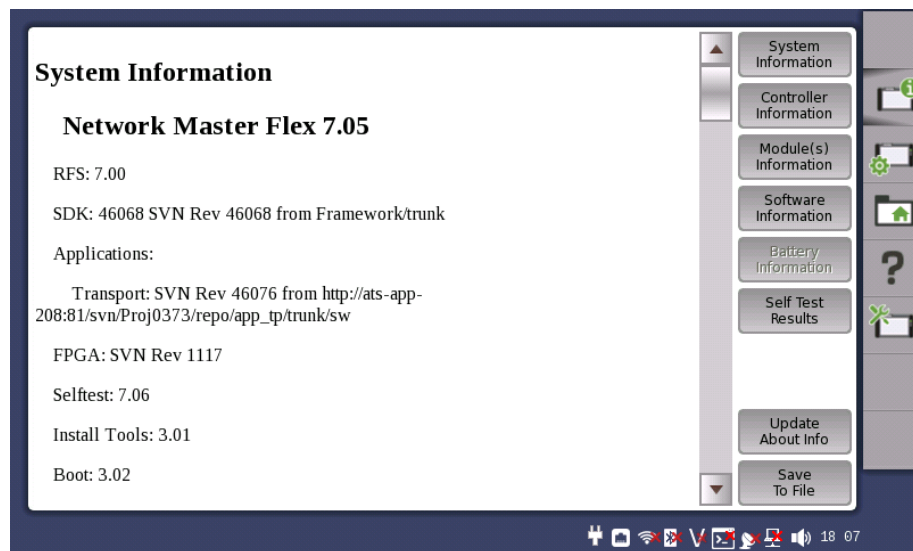 System Information
Network Master Flex 7.05
RFS: 7.00
SDK: 46068 SVN Rev 46068 from Framework/trunk
Applications:
Transport: SVN Rev 46076 from http://ats-app-
208:81/svn/Proj0373/repo/app_tp/trunk/sw
FPGA: SVN Rev 1117
Selftest: 7.06
Install Tools: 3.01
Boot: 3.02
System
Information
Controller
Information
Module(s)
Information
Software
Information
Battery
Information
Self Test
Results
Update
About Info
Save
To File
?
18 07